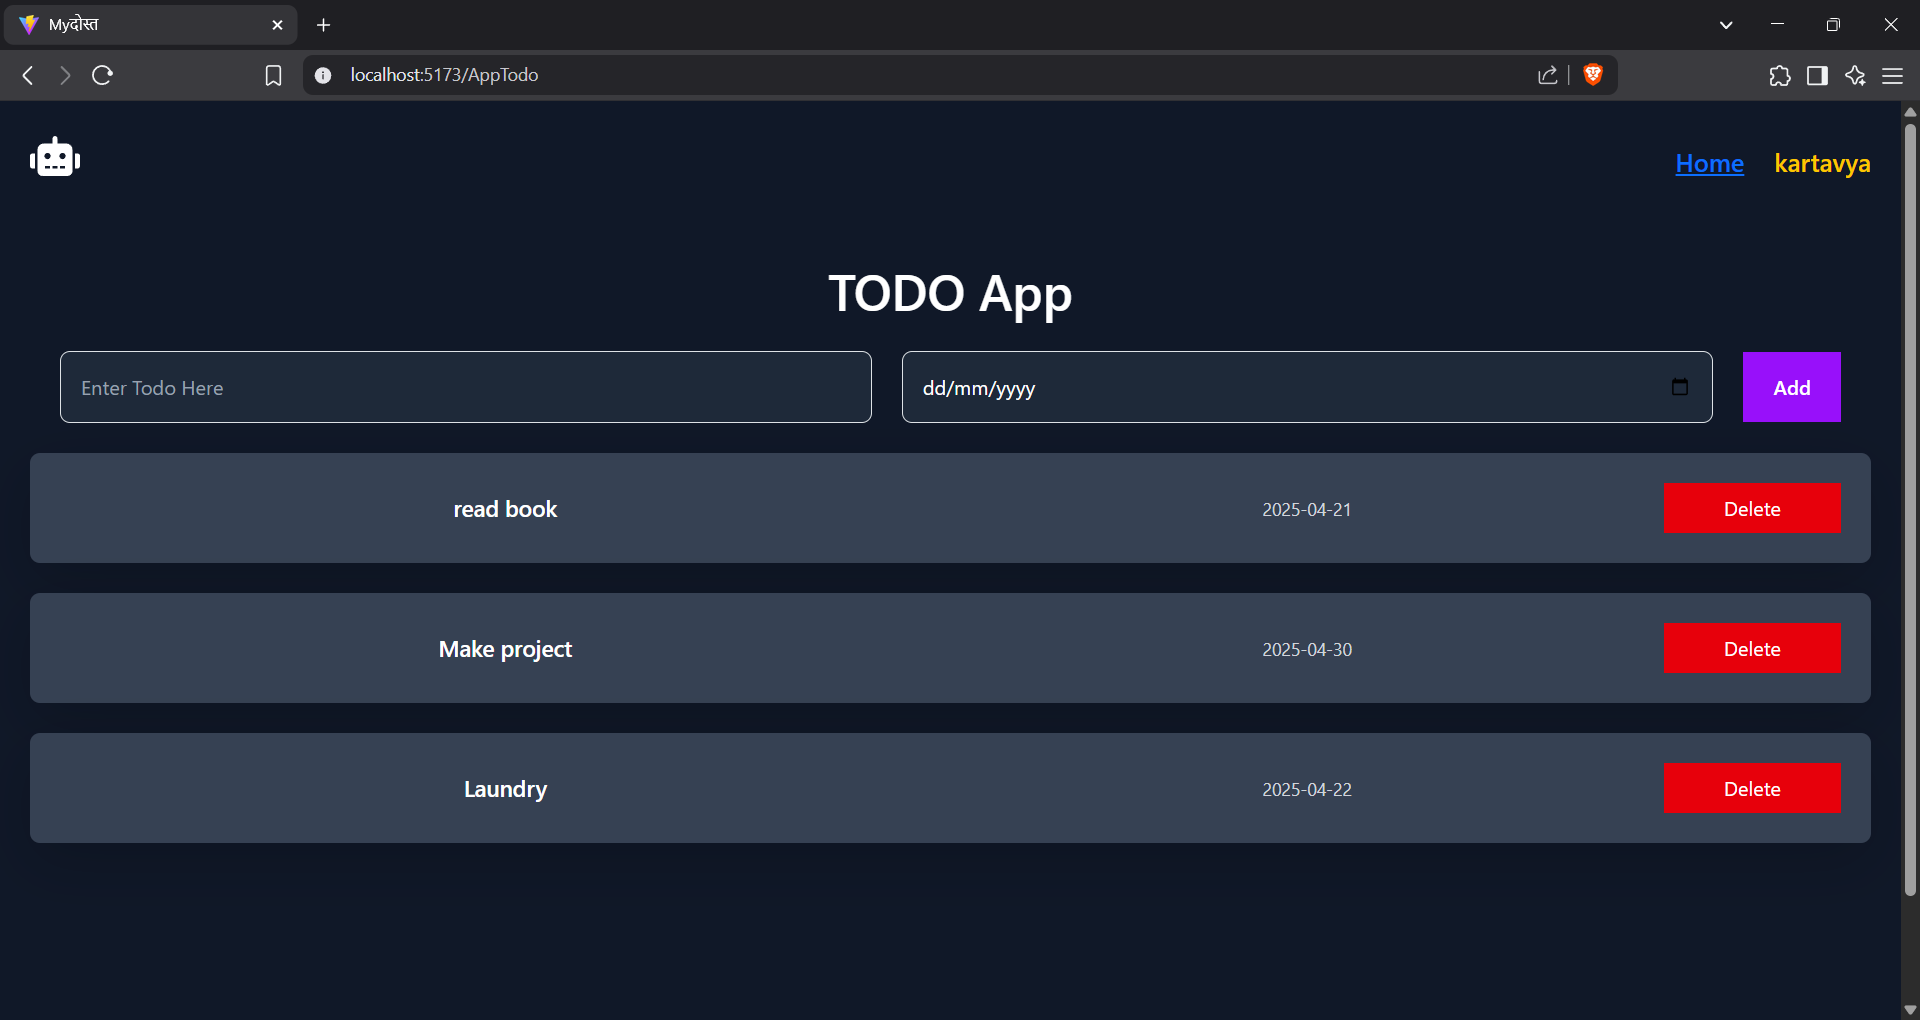 Myदोस्त
localhost:5173/AppTodo
Home kartavya
TODO App
Enter Todo Here dd/mm/yyyy Add
read book 2025-04-21 Delete
Make project 2025-04-30 Delete
Laundry 2025-04-22 Delete